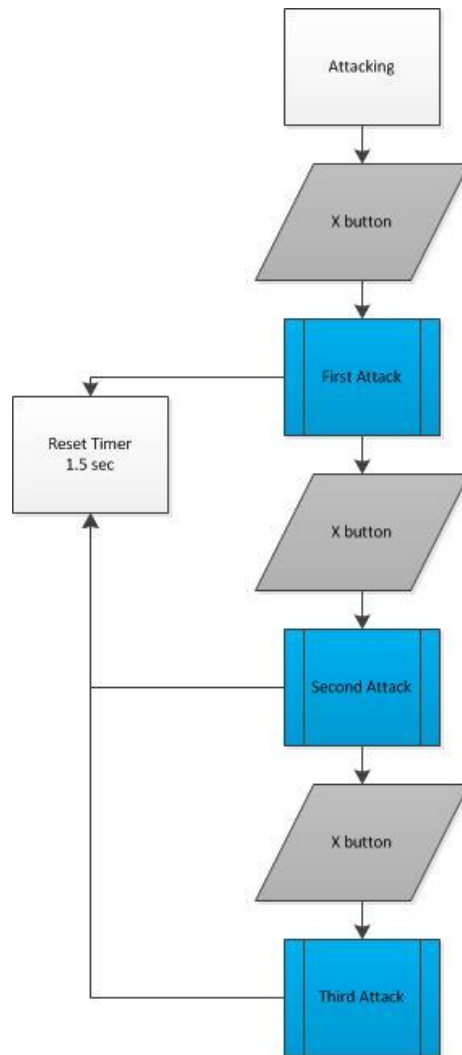 Attacking
X button
First Attack
Reset Timer
1.5 sec
X button
Second Attack
X button
Third Attack